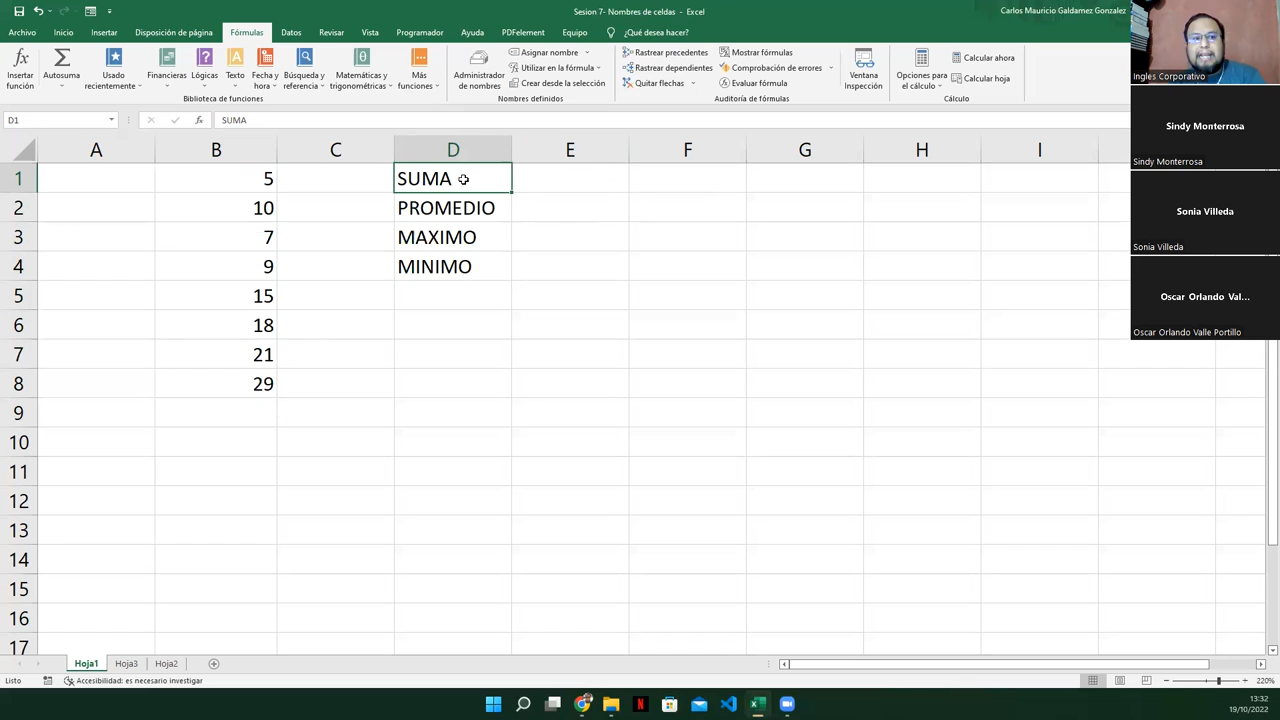 Sesion 7- Nombres de celdas - Excel
Carlos Mauricio Galdamez Gonzalez
Archivo Inicio Insertar Disposición de página Fórmulas Datos Revisar Vista Programador Ayuda PDFelement Equipo ¿Qué desea hacer?
Insertar función
Autosuma
Usado recientemente
Financieras
Lógicas
Texto
Fecha y hora
Búsqueda y referencia
Matemáticas y trigonométricas
Más funciones
Biblioteca de funciones
Administador de nombres
Asignar nombre
Utilizar en la fórmula
Crear desde la selección
Nombres definidos
Rastrear precedentes
Rastrear dependientes
Quitar flechas
Mostrar fórmulas
Comprobación de errores
Evaluar fórmula
Auditoría de fórmulas
Ventana Inspección
Opciones para el cálculo
Calcular ahora
Calcular hoja
Cálculo
D1
fx
SUMA
A B C D E F G H I
1 5 SUMA
2 10 PROMEDIO
3 7 MAXIMO
4 9 MINIMO
5 15
6 18
7 21
8 29
9
10
11
12
13
14
15
16
17
Ingles Corporativo
Sindy Monterrosa
Sindy Monterrosa
Sonia Villeda
Sonia Villeda
Oscar Orlando Val...
Oscar Orlando Valle Portillo
Hoja1 Hoja3 Hoja2
Listo
Accesibilidad: es necesario investigar
220%
13:32
19/10/2022